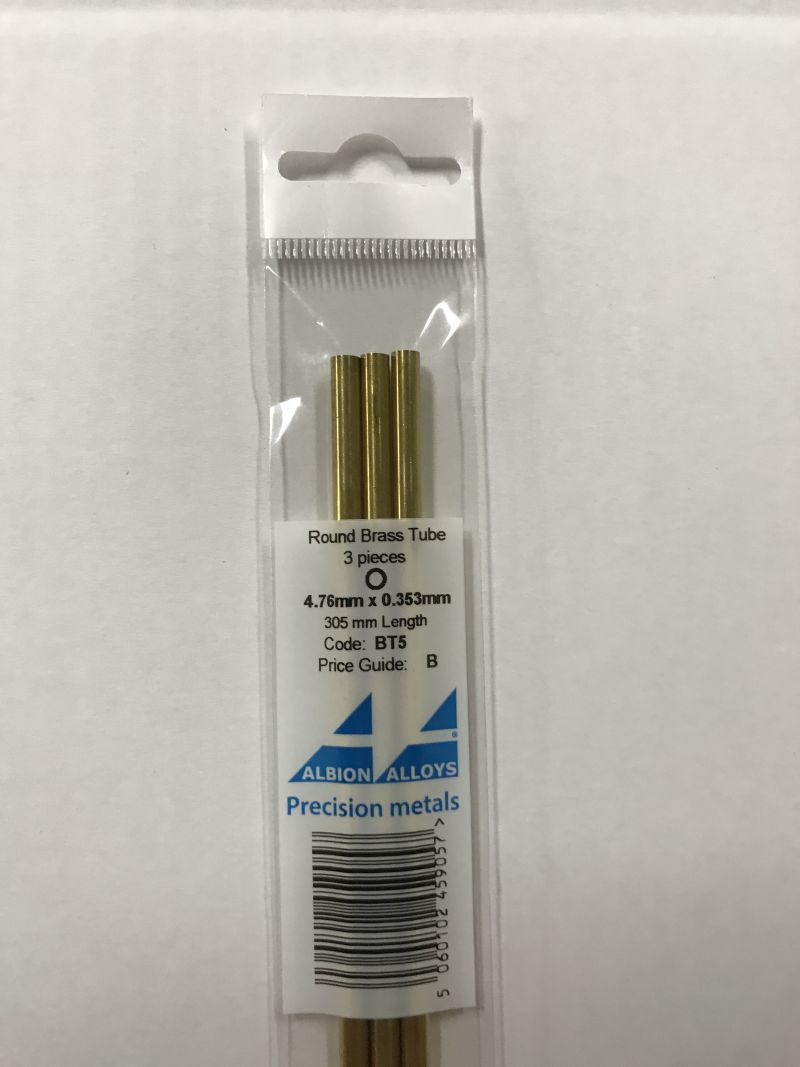 Round Brass Tube
3 pieces
4.76mm x 0.353mm
305 mm Length
Code: BT5
Price Guide: B
ALBION ALLOYS®
Precision metals
5 060102 459057 >